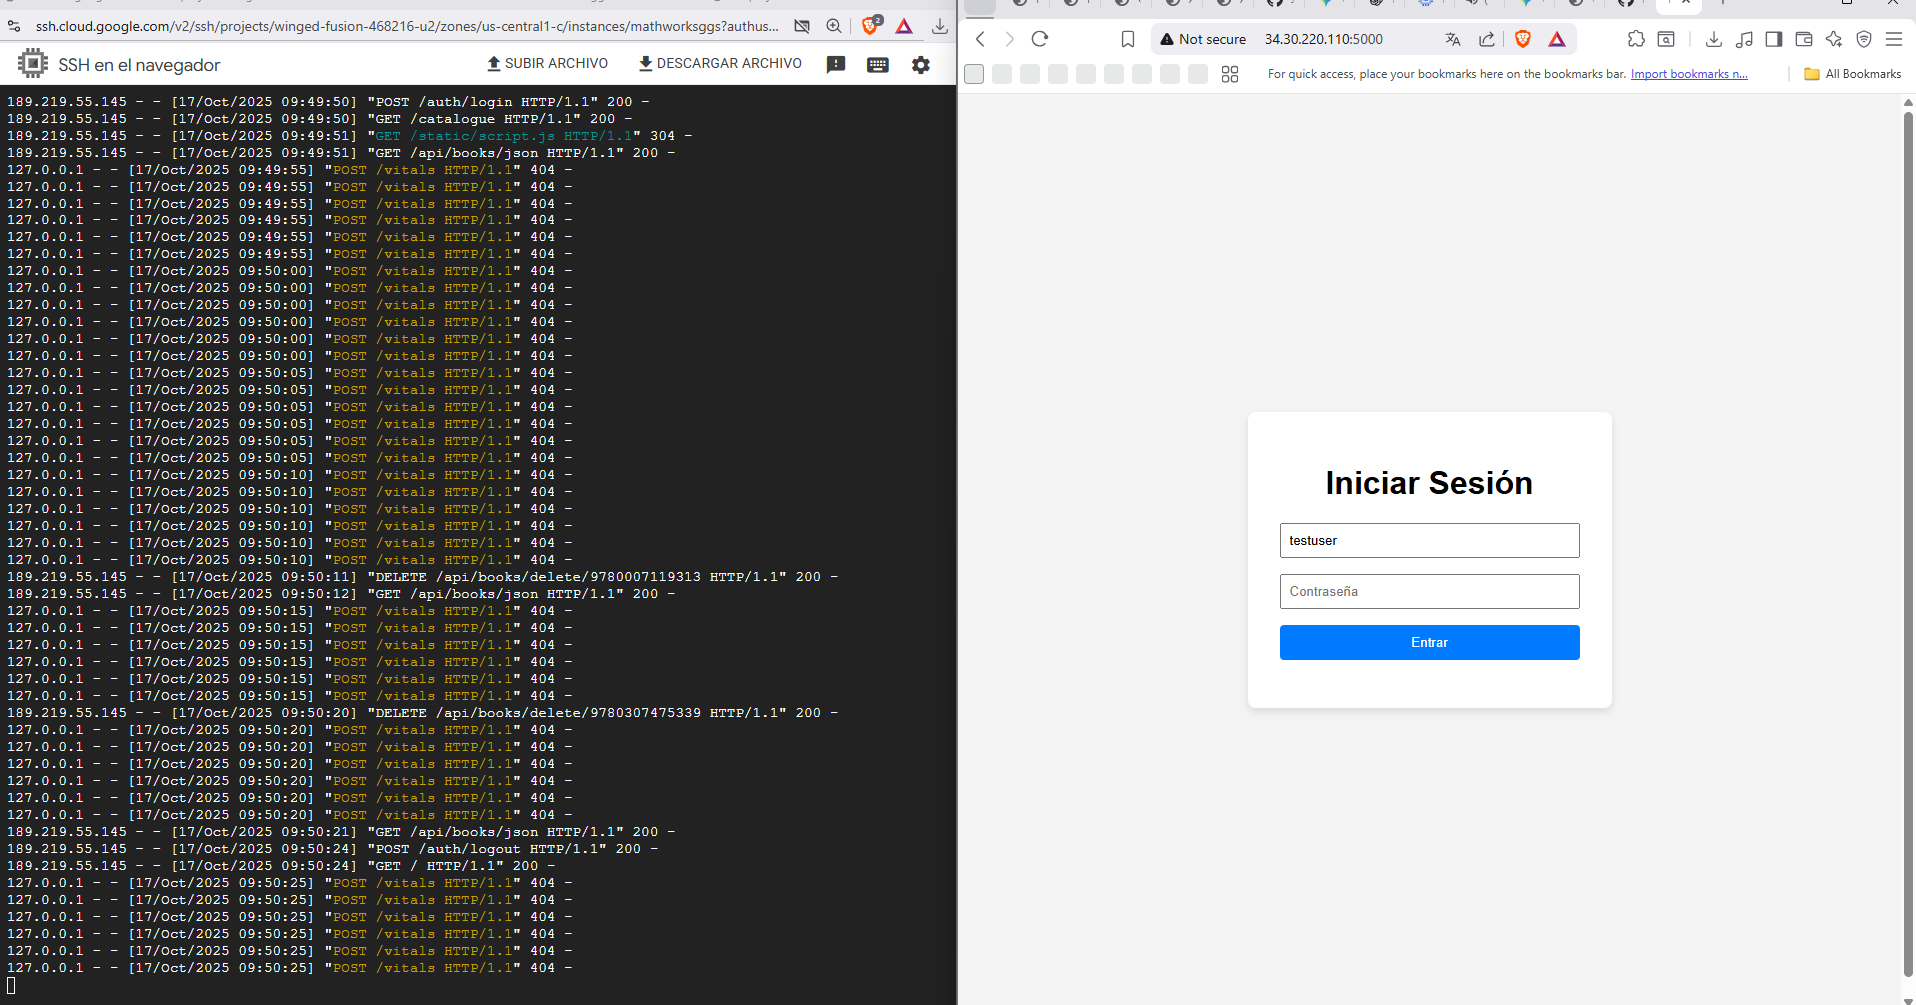 ssh.cloud.google.com/v2/ssh/projects/winged-fusion-468216-u2/zones/us-central1-c/instances/mathworksggs?authus...
2
SSH en el navegador
SUBIR ARCHIVO
DESCARGAR ARCHIVO
189.219.55.145 - - [17/Oct/2025 09:49:50] "POST /auth/login HTTP/1.1" 200 -
189.219.55.145 - - [17/Oct/2025 09:49:50] "GET /catalogue HTTP/1.1" 200 -
189.219.55.145 - - [17/Oct/2025 09:49:51] "GET /static/script.js HTTP/1.1" 304 -
189.219.55.145 - - [17/Oct/2025 09:49:51] "GET /api/books/json HTTP/1.1" 200 -
127.0.0.1 - - [17/Oct/2025 09:49:55] "POST /vitals HTTP/1.1" 404 -
127.0.0.1 - - [17/Oct/2025 09:49:55] "POST /vitals HTTP/1.1" 404 -
127.0.0.1 - - [17/Oct/2025 09:49:55] "POST /vitals HTTP/1.1" 404 -
127.0.0.1 - - [17/Oct/2025 09:49:55] "POST /vitals HTTP/1.1" 404 -
127.0.0.1 - - [17/Oct/2025 09:49:55] "POST /vitals HTTP/1.1" 404 -
127.0.0.1 - - [17/Oct/2025 09:49:55] "POST /vitals HTTP/1.1" 404 -
127.0.0.1 - - [17/Oct/2025 09:50:00] "POST /vitals HTTP/1.1" 404 -
127.0.0.1 - - [17/Oct/2025 09:50:00] "POST /vitals HTTP/1.1" 404 -
127.0.0.1 - - [17/Oct/2025 09:50:00] "POST /vitals HTTP/1.1" 404 -
127.0.0.1 - - [17/Oct/2025 09:50:00] "POST /vitals HTTP/1.1" 404 -
127.0.0.1 - - [17/Oct/2025 09:50:00] "POST /vitals HTTP/1.1" 404 -
127.0.0.1 - - [17/Oct/2025 09:50:00] "POST /vitals HTTP/1.1" 404 -
127.0.0.1 - - [17/Oct/2025 09:50:05] "POST /vitals HTTP/1.1" 404 -
127.0.0.1 - - [17/Oct/2025 09:50:05] "POST /vitals HTTP/1.1" 404 -
127.0.0.1 - - [17/Oct/2025 09:50:05] "POST /vitals HTTP/1.1" 404 -
127.0.0.1 - - [17/Oct/2025 09:50:05] "POST /vitals HTTP/1.1" 404 -
127.0.0.1 - - [17/Oct/2025 09:50:05] "POST /vitals HTTP/1.1" 404 -
127.0.0.1 - - [17/Oct/2025 09:50:05] "POST /vitals HTTP/1.1" 404 -
127.0.0.1 - - [17/Oct/2025 09:50:10] "POST /vitals HTTP/1.1" 404 -
127.0.0.1 - - [17/Oct/2025 09:50:10] "POST /vitals HTTP/1.1" 404 -
127.0.0.1 - - [17/Oct/2025 09:50:10] "POST /vitals HTTP/1.1" 404 -
127.0.0.1 - - [17/Oct/2025 09:50:10] "POST /vitals HTTP/1.1" 404 -
127.0.0.1 - - [17/Oct/2025 09:50:10] "POST /vitals HTTP/1.1" 404 -
127.0.0.1 - - [17/Oct/2025 09:50:10] "POST /vitals HTTP/1.1" 404 -
189.219.55.145 - - [17/Oct/2025 09:50:11] "DELETE /api/books/delete/9780007119313 HTTP/1.1" 200 -
189.219.55.145 - - [17/Oct/2025 09:50:12] "GET /api/books/json HTTP/1.1" 200 -
127.0.0.1 - - [17/Oct/2025 09:50:15] "POST /vitals HTTP/1.1" 404 -
127.0.0.1 - - [17/Oct/2025 09:50:15] "POST /vitals HTTP/1.1" 404 -
127.0.0.1 - - [17/Oct/2025 09:50:15] "POST /vitals HTTP/1.1" 404 -
127.0.0.1 - - [17/Oct/2025 09:50:15] "POST /vitals HTTP/1.1" 404 -
127.0.0.1 - - [17/Oct/2025 09:50:15] "POST /vitals HTTP/1.1" 404 -
127.0.0.1 - - [17/Oct/2025 09:50:15] "POST /vitals HTTP/1.1" 404 -
189.219.55.145 - - [17/Oct/2025 09:50:20] "DELETE /api/books/delete/9780307475339 HTTP/1.1" 200 -
127.0.0.1 - - [17/Oct/2025 09:50:20] "POST /vitals HTTP/1.1" 404 -
127.0.0.1 - - [17/Oct/2025 09:50:20] "POST /vitals HTTP/1.1" 404 -
127.0.0.1 - - [17/Oct/2025 09:50:20] "POST /vitals HTTP/1.1" 404 -
127.0.0.1 - - [17/Oct/2025 09:50:20] "POST /vitals HTTP/1.1" 404 -
127.0.0.1 - - [17/Oct/2025 09:50:20] "POST /vitals HTTP/1.1" 404 -
127.0.0.1 - - [17/Oct/2025 09:50:20] "POST /vitals HTTP/1.1" 404 -
189.219.55.145 - - [17/Oct/2025 09:50:21] "GET /api/books/json HTTP/1.1" 200 -
189.219.55.145 - - [17/Oct/2025 09:50:24] "POST /auth/logout HTTP/1.1" 200 -
189.219.55.145 - - [17/Oct/2025 09:50:24] "GET / HTTP/1.1" 200 -
127.0.0.1 - - [17/Oct/2025 09:50:25] "POST /vitals HTTP/1.1" 404 -
127.0.0.1 - - [17/Oct/2025 09:50:25] "POST /vitals HTTP/1.1" 404 -
127.0.0.1 - - [17/Oct/2025 09:50:25] "POST /vitals HTTP/1.1" 404 -
127.0.0.1 - - [17/Oct/2025 09:50:25] "POST /vitals HTTP/1.1" 404 -
127.0.0.1 - - [17/Oct/2025 09:50:25] "POST /vitals HTTP/1.1" 404 -
127.0.0.1 - - [17/Oct/2025 09:50:25] "POST /vitals HTTP/1.1" 404 -
Not secure 34.30.220.110:5000
For quick access, place your bookmarks here on the bookmarks bar. Import bookmarks n...
All Bookmarks
Iniciar Sesión
testuser
Contraseña
Entrar